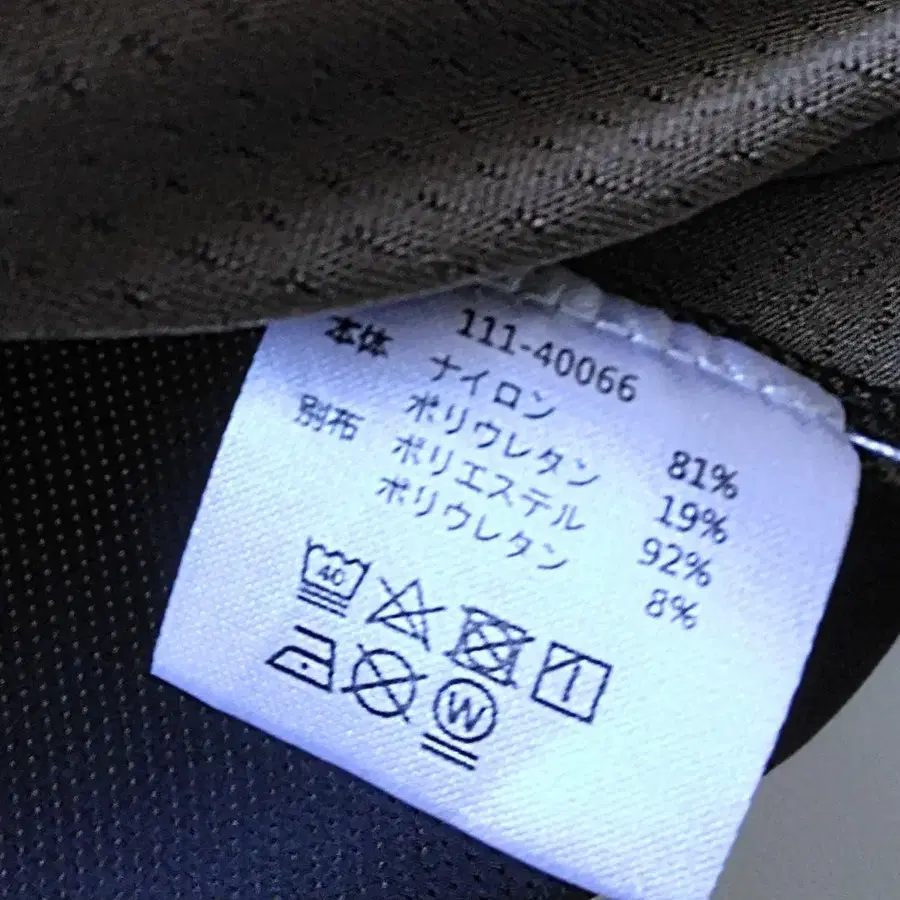 111-40066
本体 ナイロン 81%
ポリウレタン 19%
別布 ポリエステル 92%
ポリウレタン 8%
40
W